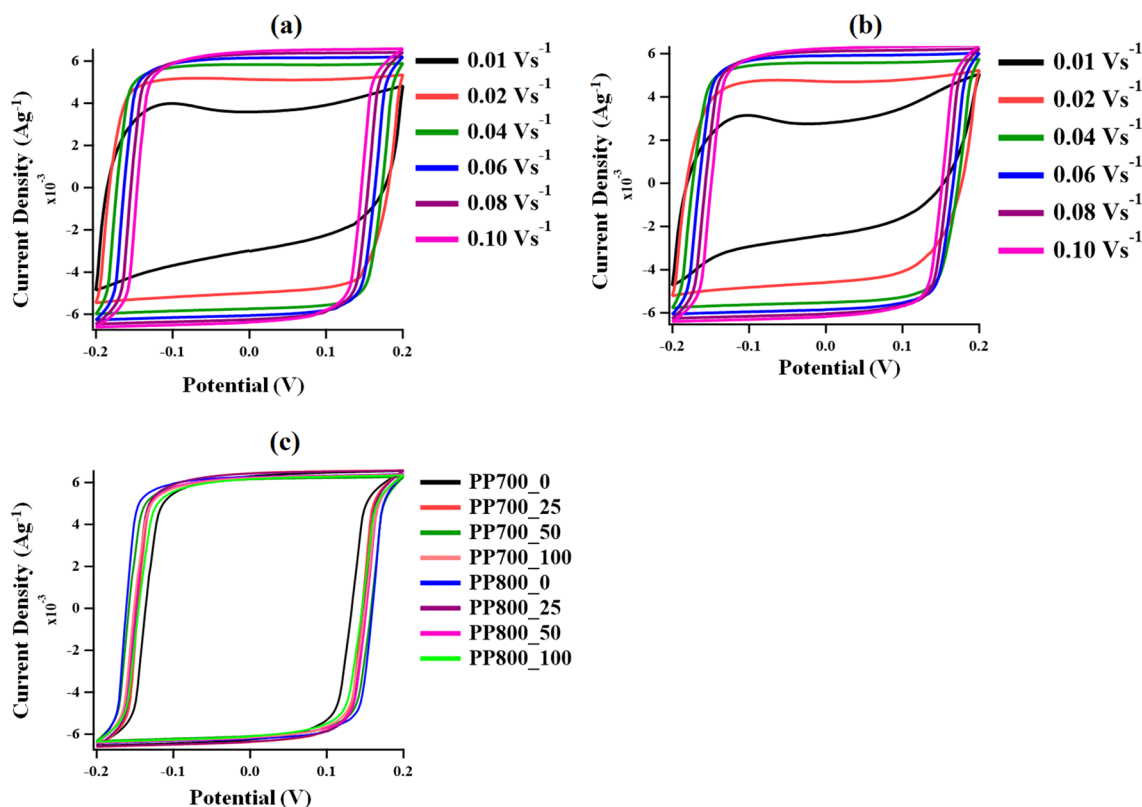 (a)
Current Density (Ag⁻¹)
x10⁻³
6
4
2
0
-2
-4
-6
-0.2 -0.1 0.0 0.1 0.2
Potential (V)
0.01 Vs⁻¹
0.02 Vs⁻¹
0.04 Vs⁻¹
0.06 Vs⁻¹
0.08 Vs⁻¹
0.10 Vs⁻¹
(b)
Current Density (Ag⁻¹)
x10⁻³
6
4
2
0
-2
-4
-6
-0.2 -0.1 0.0 0.1 0.2
Potential (V)
0.01 Vs⁻¹
0.02 Vs⁻¹
0.04 Vs⁻¹
0.06 Vs⁻¹
0.08 Vs⁻¹
0.10 Vs⁻¹
(c)
Current Density (Ag⁻¹)
x10⁻³
6
4
2
0
-2
-4
-6
-0.2 -0.1 0.0 0.1 0.2
Potential (V)
PP700_0
PP700_25
PP700_50
PP700_100
PP800_0
PP800_25
PP800_50
PP800_100